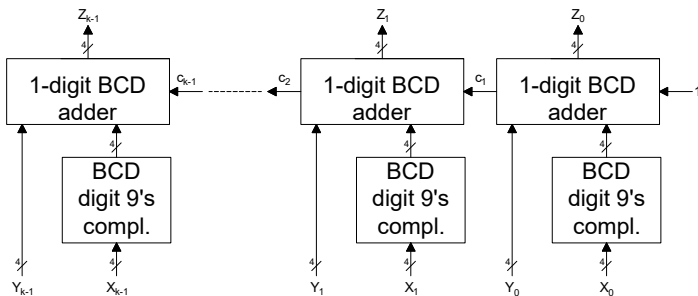 Z_{k-1} Z_1 Z_0
4 4 4
1-digit BCD adder c_{k-1} c_2 1-digit BCD adder c_1 1-digit BCD adder 1
4 4 4
BCD digit 9's compl. BCD digit 9's compl. BCD digit 9's compl.
4 4 4 4 4 4
Y_{k-1} X_{k-1} Y_1 X_1 Y_0 X_0